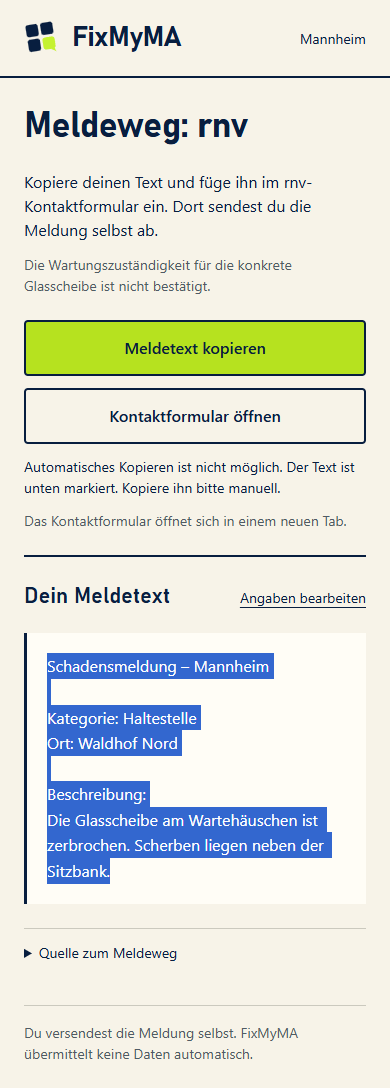 FixMyMA
Mannheim
Meldeweg: rnv
Kopiere deinen Text und füge ihn im rnv-
Kontaktformular ein. Dort sendest du die
Meldung selbst ab.
Die Wartungszuständigkeit für die konkrete
Glasscheibe ist nicht bestätigt.
Meldetext kopieren
Kontaktformular öffnen
Automatisches Kopieren ist nicht möglich. Der Text ist
unten markiert. Kopiere ihn bitte manuell.
Das Kontaktformular öffnet sich in einem neuen Tab.
Dein Meldetext
Angaben bearbeiten
Schadensmeldung – Mannheim
Kategorie: Haltestelle
Ort: Waldhof Nord
Beschreibung:
Die Glasscheibe am Wartehäuschen ist
zerbrochen. Scherben liegen neben der
Sitzbank.
Quelle zum Meldeweg
Du versendest die Meldung selbst. FixMyMA
übermittelt keine Daten automatisch.